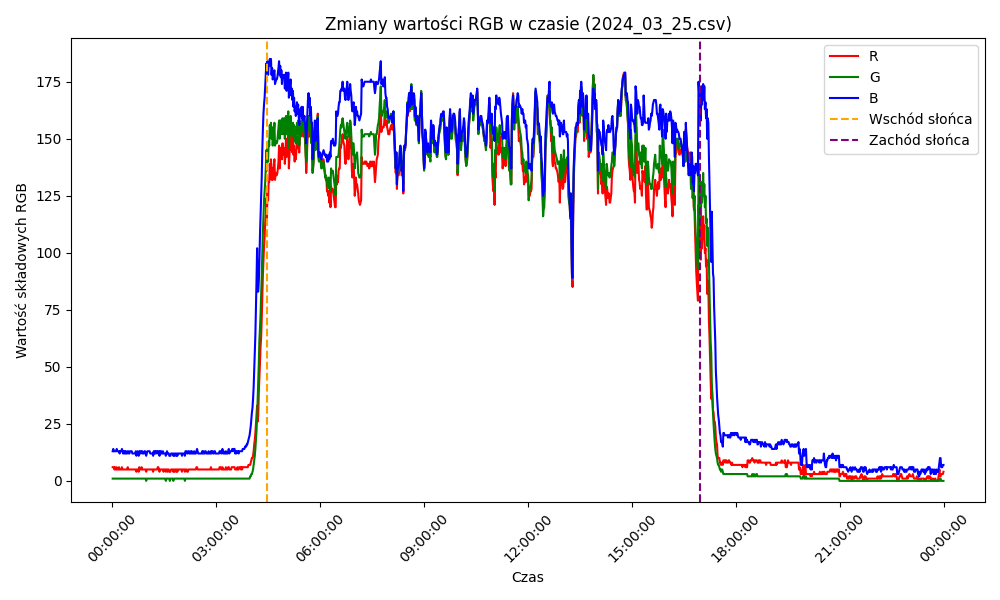 Zmiany wartości RGB w czasie (2024_03_25.csv)
R
G
B
Wschód słońca
Zachód słońca
Wartość składowych RGB
175
150
125
100
75
50
25
0
00:00:00
03:00:00
06:00:00
09:00:00
12:00:00
15:00:00
18:00:00
21:00:00
00:00:00
Czas